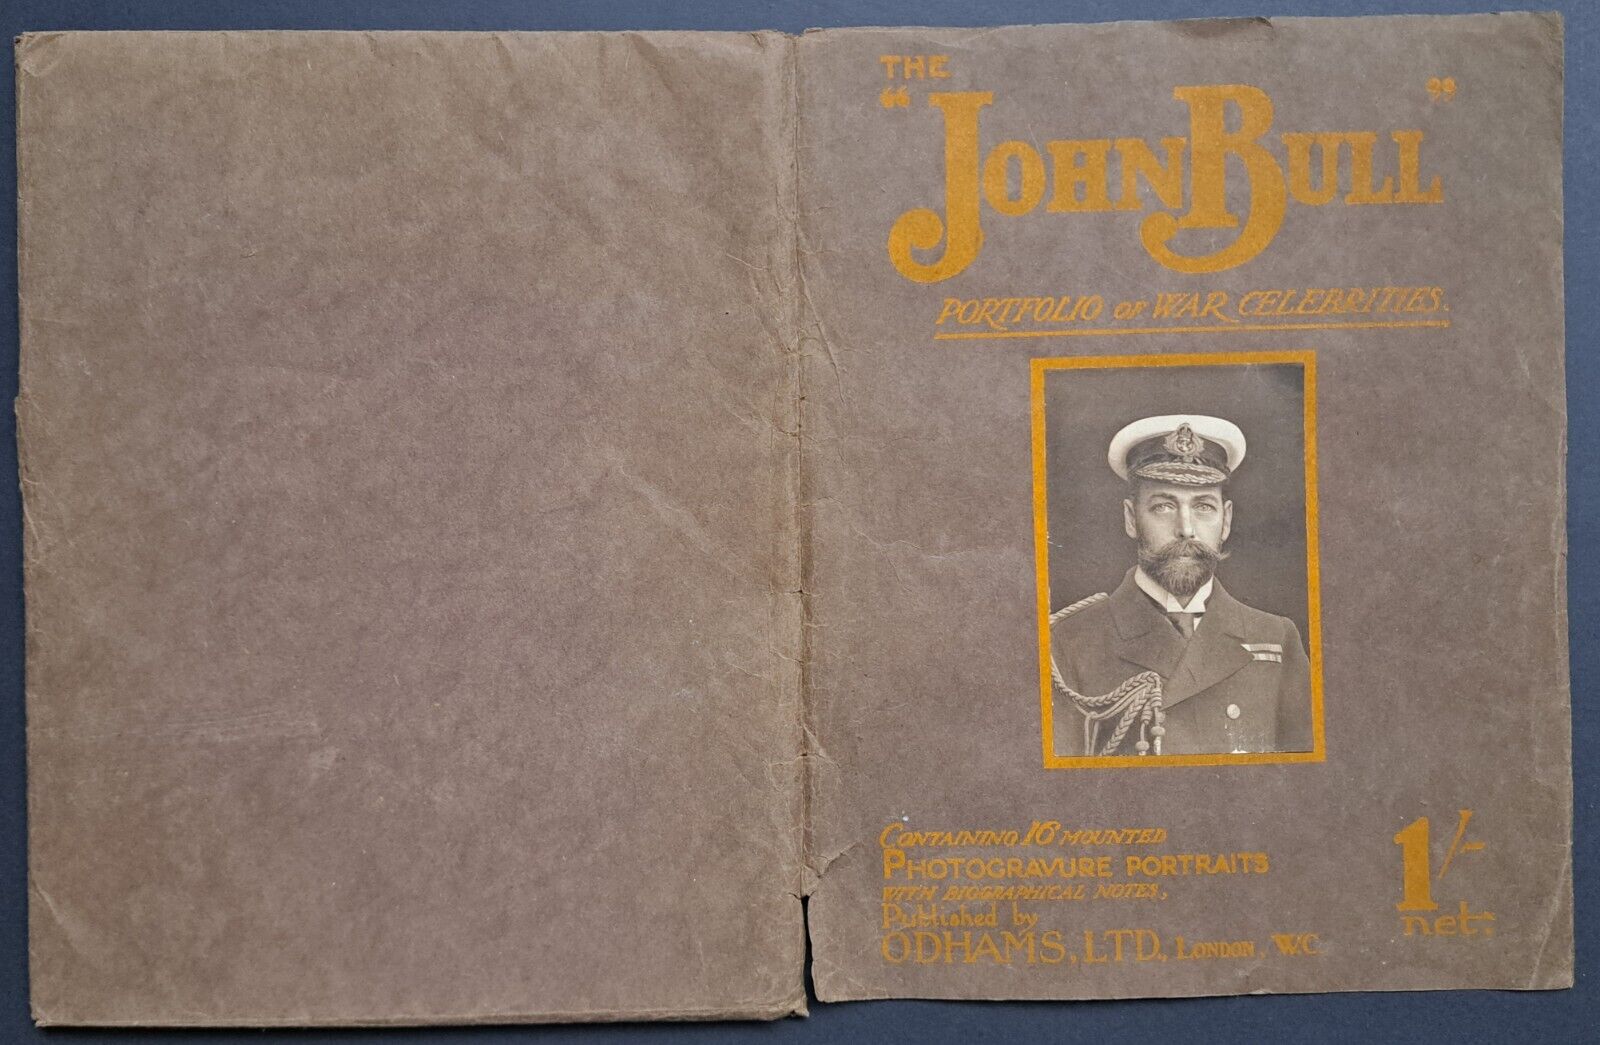 THE
"JOHN BULL"
PORTFOLIO OF WAR CELEBRITIES.
CONTAINING 16 MOUNTED
PHOTOGRAVURE PORTRAITS
WITH BIOGRAPHICAL NOTES,
Published by
ODHAMS, LTD., LONDON, W.C.
1/-
net.